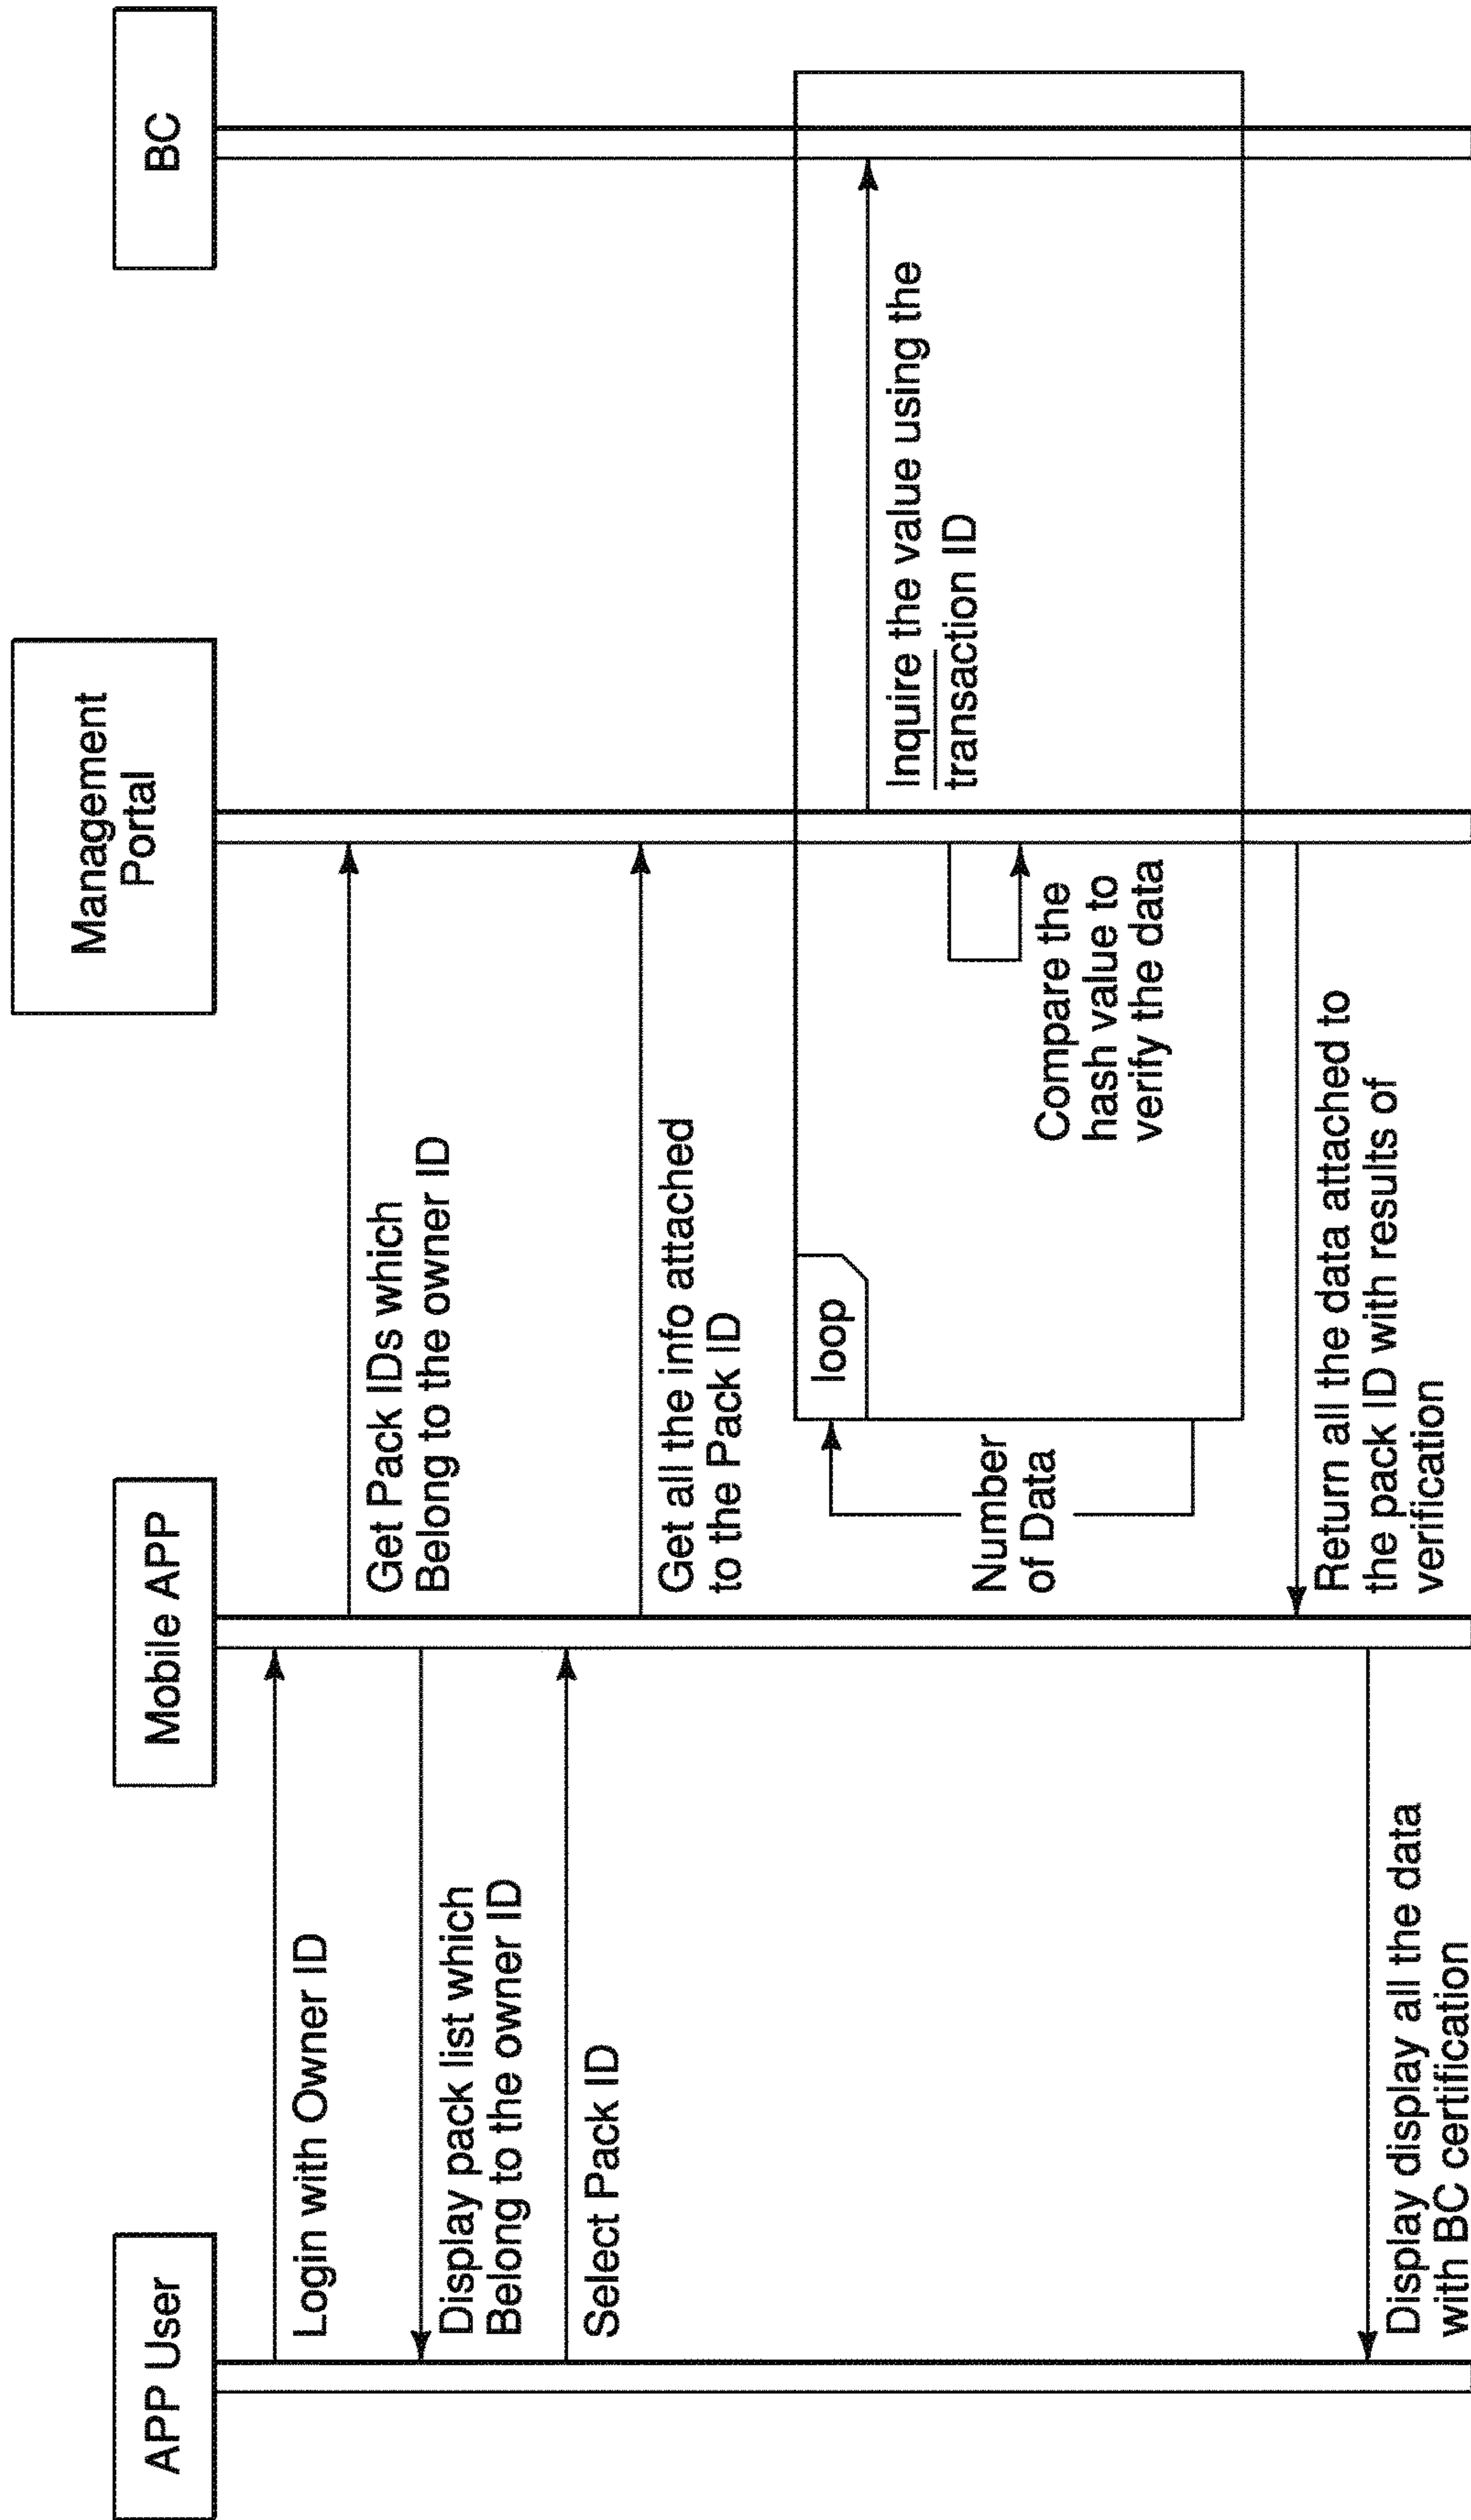 APP User
Mobile APP
Management
Portal
BC
Login with Owner ID
Get Pack IDs which
Belong to the owner ID
Display pack list which
Belong to the owner ID
Select Pack ID
Get all the info attached
to the Pack ID
loop
Number
of Data
Inquire the value using the
transaction ID
Compare the
hash value to
verify the data
Return all the data attached to
the pack ID with results of
verification
Display display all the data
with BC certification